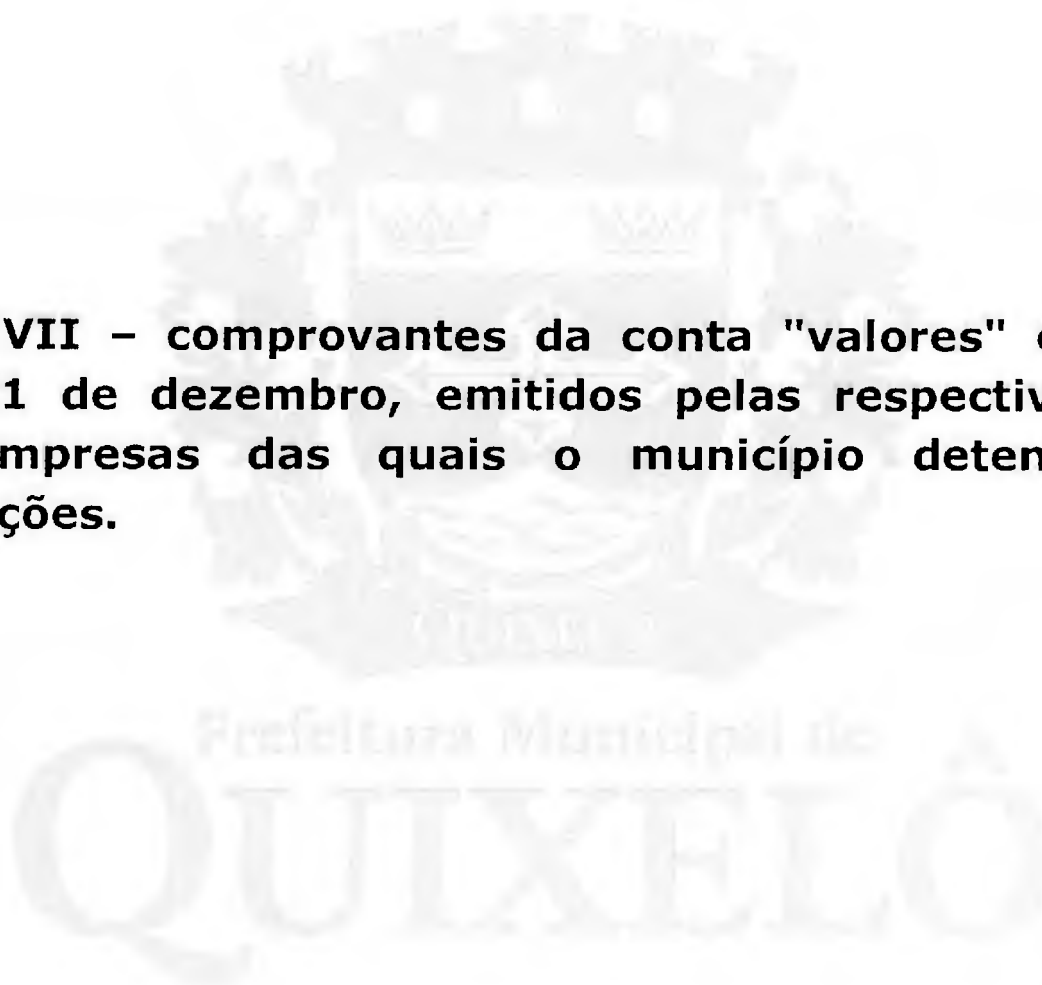 VII – comprovantes da conta "valores" e
1 de dezembro, emitidos pelas respectiv
mpresas das quais o município deten
ções.
Prefeitura Municipal de
QUIXELÔ